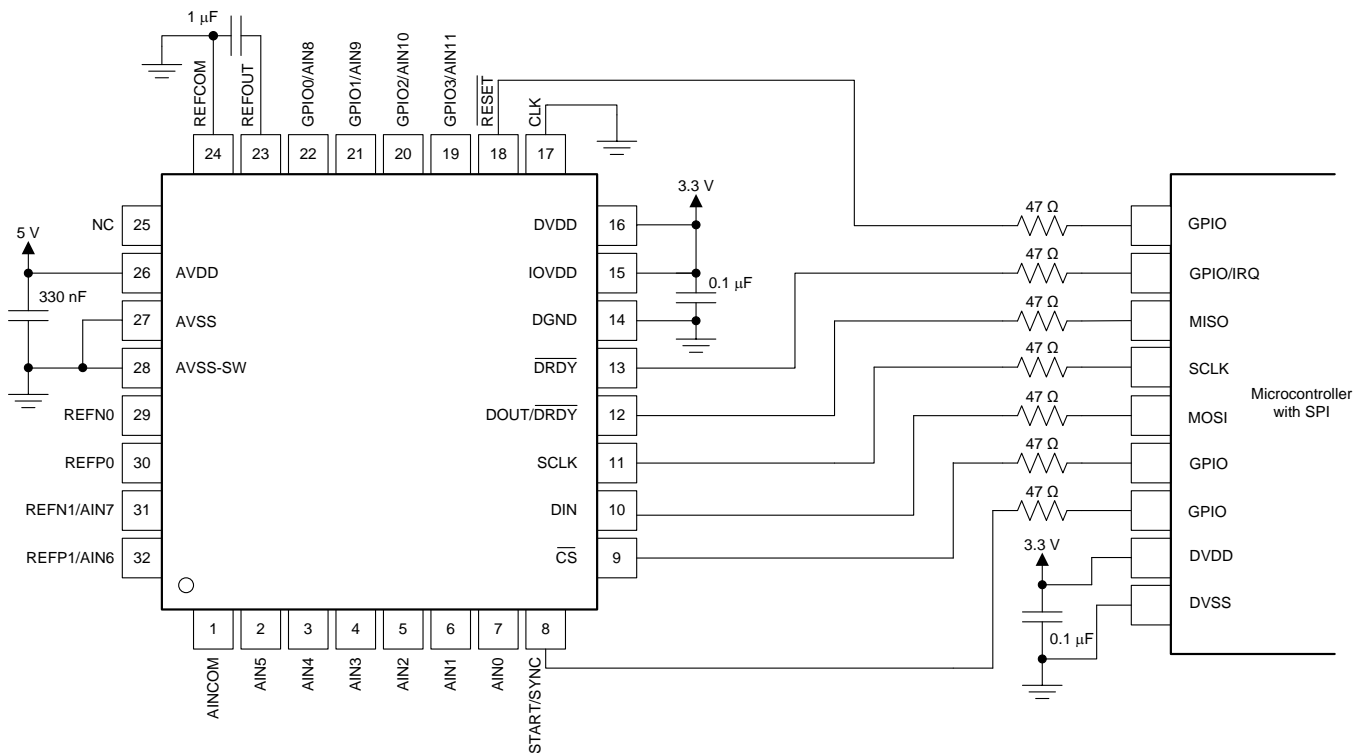 1 μF
REFCOM
REFOUT
GPIO0/AIN8
GPIO1/AIN9
GPIO2/AIN10
GPIO3/AIN11
RESET
CLK
24
23
22
21
20
19
18
17
NC
25
5 V
26
AVDD
330 nF
27
AVSS
28
AVSS-SW
REFN0
29
REFP0
30
REFN1/AIN7
31
REFP1/AIN6
32
3.3 V
DVDD
16
IOVDD
15
0.1 μF
DGND
14
DRDY
13
DOUT/DRDY
12
SCLK
11
DIN
10
CS
9
1
2
3
4
5
6
7
8
AINCOM
AIN5
AIN4
AIN3
AIN2
AIN1
AIN0
START/SYNC
47 Ω
GPIO
47 Ω
GPIO/IRQ
47 Ω
MISO
47 Ω
SCLK
47 Ω
MOSI
47 Ω
GPIO
47 Ω
GPIO
Microcontroller
with SPI
3.3 V
DVDD
DVSS
0.1 μF